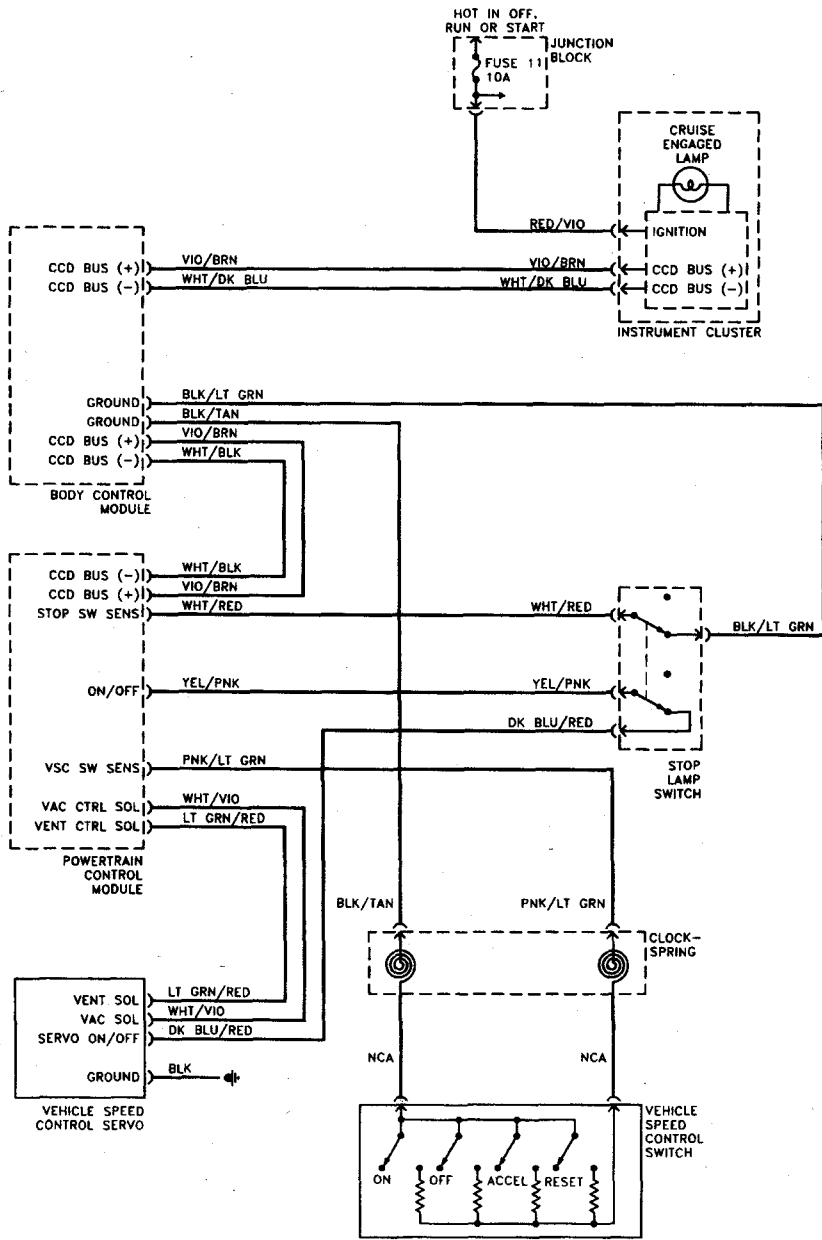 HOT IN OFF,
RUN OR START
JUNCTION
BLOCK
FUSE 11
10A
CRUISE
ENGAGED
LAMP
RED/VIO
IGNITION
CCD BUS (+)
VIO/BRN
VIO/BRN
CCD BUS (+)
CCD BUS (-)
WHT/DK BLU
WHT/DK BLU
CCD BUS (-)
INSTRUMENT CLUSTER
GROUND
BLK/LT GRN
GROUND
BLK/TAN
CCD BUS (+)
VIO/BRN
CCD BUS (-)
WHT/BLK
BODY CONTROL
MODULE
CCD BUS (-)
WHT/BLK
CCD BUS (+)
VIO/BRN
STOP SW SENS
WHT/RED
WHT/RED
BLK/LT GRN
ON/OFF
YEL/PNK
YEL/PNK
DK BLU/RED
VSC SW SENS
PNK/LT GRN
STOP
LAMP
SWITCH
VAC CTRL SOL
WHT/VIO
VENT CTRL SOL
LT GRN/RED
POWERTRAIN
CONTROL
MODULE
BLK/TAN
PNK/LT GRN
CLOCK-
SPRING
VENT SOL
LT GRN/RED
VAC SOL
WHT/VIO
SERVO ON/OFF
DK BLU/RED
NCA
NCA
GROUND
BLK
VEHICLE SPEED
CONTROL SERVO
VEHICLE
SPEED
CONTROL
SWITCH
ON
OFF
ACCEL
RESET